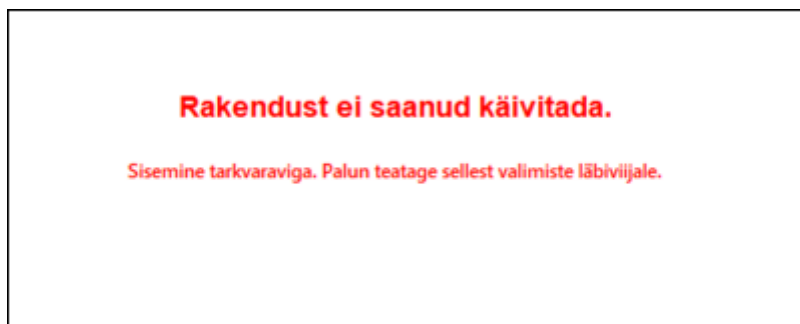 Rakendust ei saanud käivitada.
Sisemine tarkvaraviga. Palun teatage sellest valimiste läbiviijale.